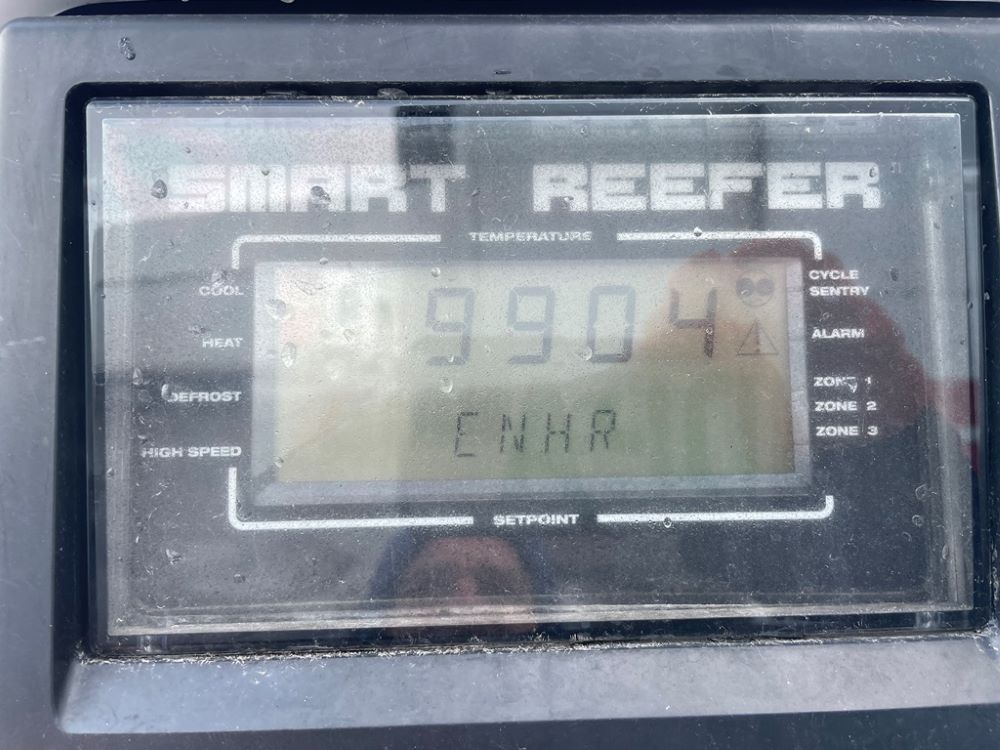 SMART REEFER
TEMPERATURE
COOL
HEAT
DEFROST
HIGH SPEED
9904
ENHR
CYCLE
SENTRY
ALARM
ZONE 1
ZONE 2
ZONE 3
SETPOINT